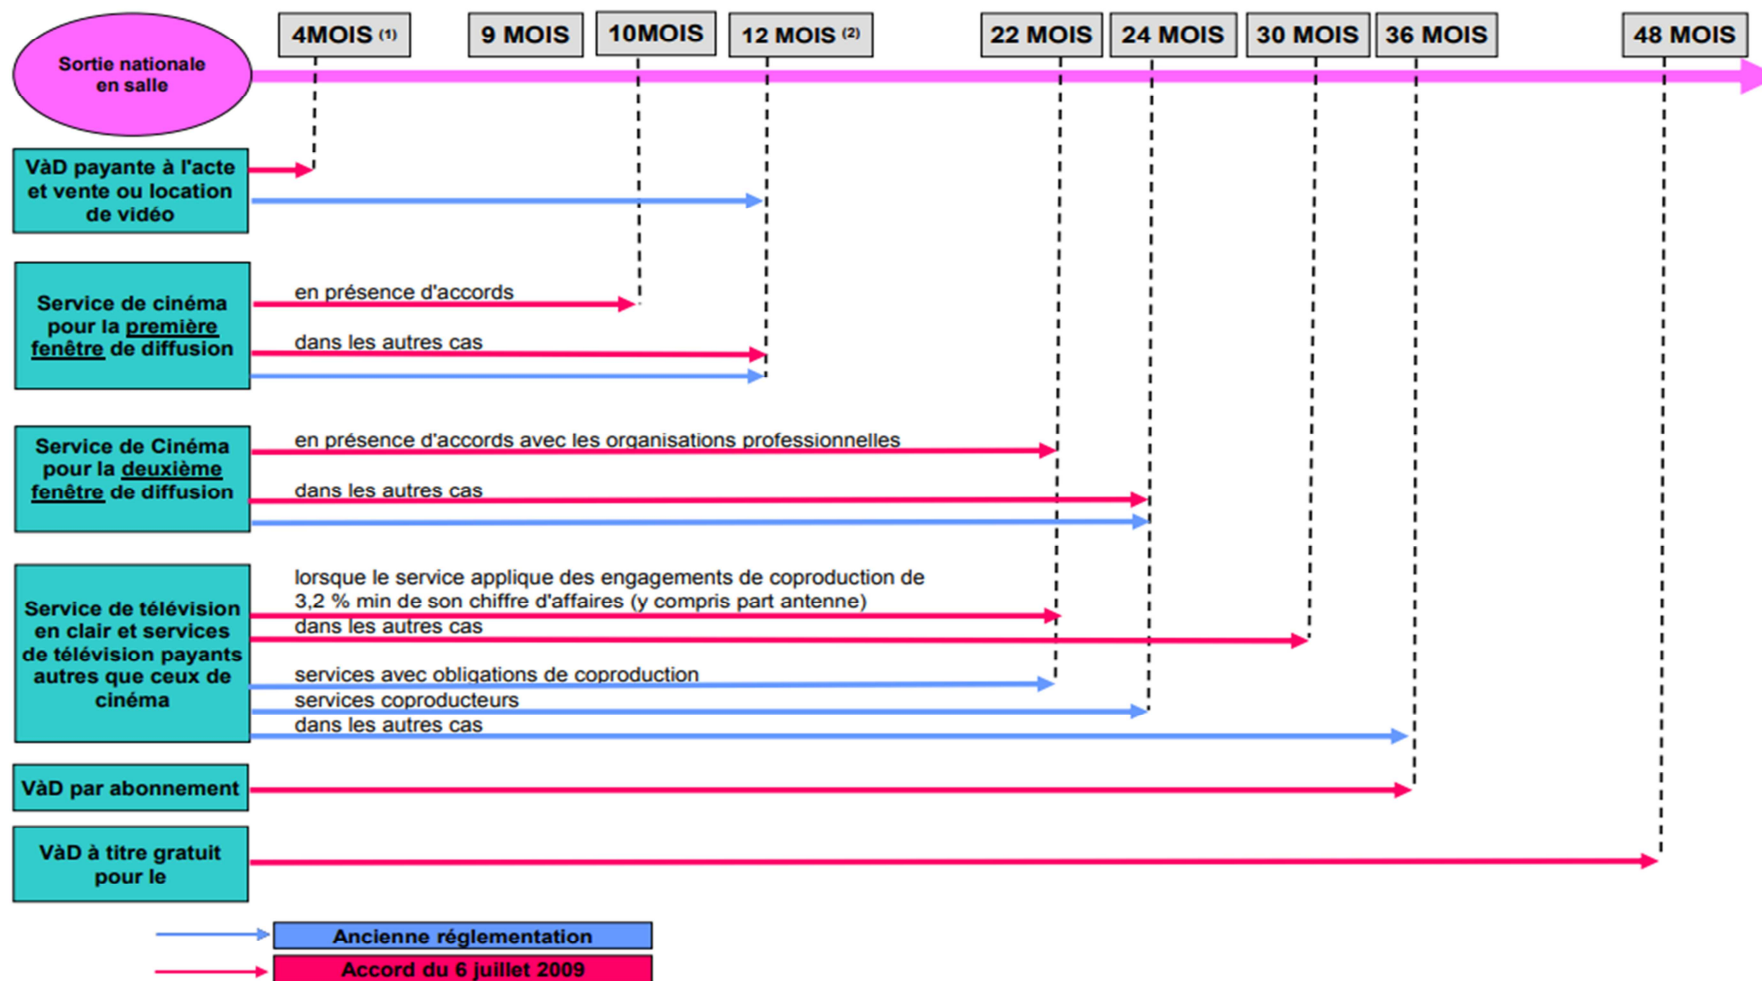 4MOIS (1)
9 MOIS
10MOIS
12 MOIS (2)
22 MOIS
24 MOIS
30 MOIS
36 MOIS
48 MOIS
Sortie nationale
en salle
VàD payante à l'acte
et vente ou location
de vidéo
Service de cinéma
pour la première
fenêtre de diffusion
en présence d'accords
dans les autres cas
Service de Cinéma
pour la deuxième
fenêtre de diffusion
en présence d'accords avec les organisations professionnelles
dans les autres cas
Service de télévision
en clair et services
de télévision payants
autres que ceux de
cinéma
lorsque le service applique des engagements de coproduction de
3,2 % min de son chiffre d'affaires (y compris part antenne)
dans les autres cas
services avec obligations de coproduction
services coproducteurs
dans les autres cas
VàD par abonnement
VàD à titre gratuit
pour le
Ancienne réglementation
Accord du 6 juillet 2009